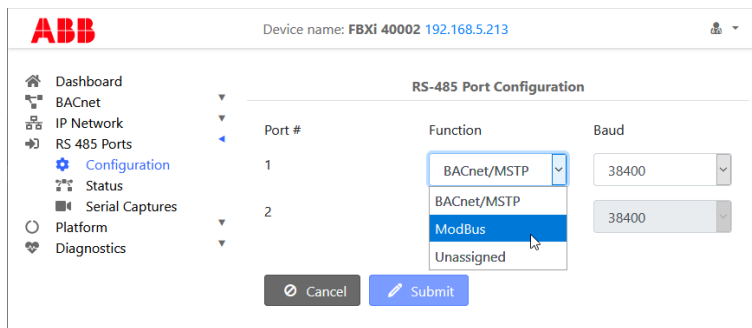 ABB
Device name: FBXi 40002 192.168.5.213
Dashboard
BACnet
IP Network
RS 485 Ports
Configuration
Status
Serial Captures
Platform
Diagnostics
RS-485 Port Configuration
Port # Function Baud
1 BACnet/MSTP 38400
BACnet/MSTP
2 ModBus 38400
Unassigned
Cancel Submit